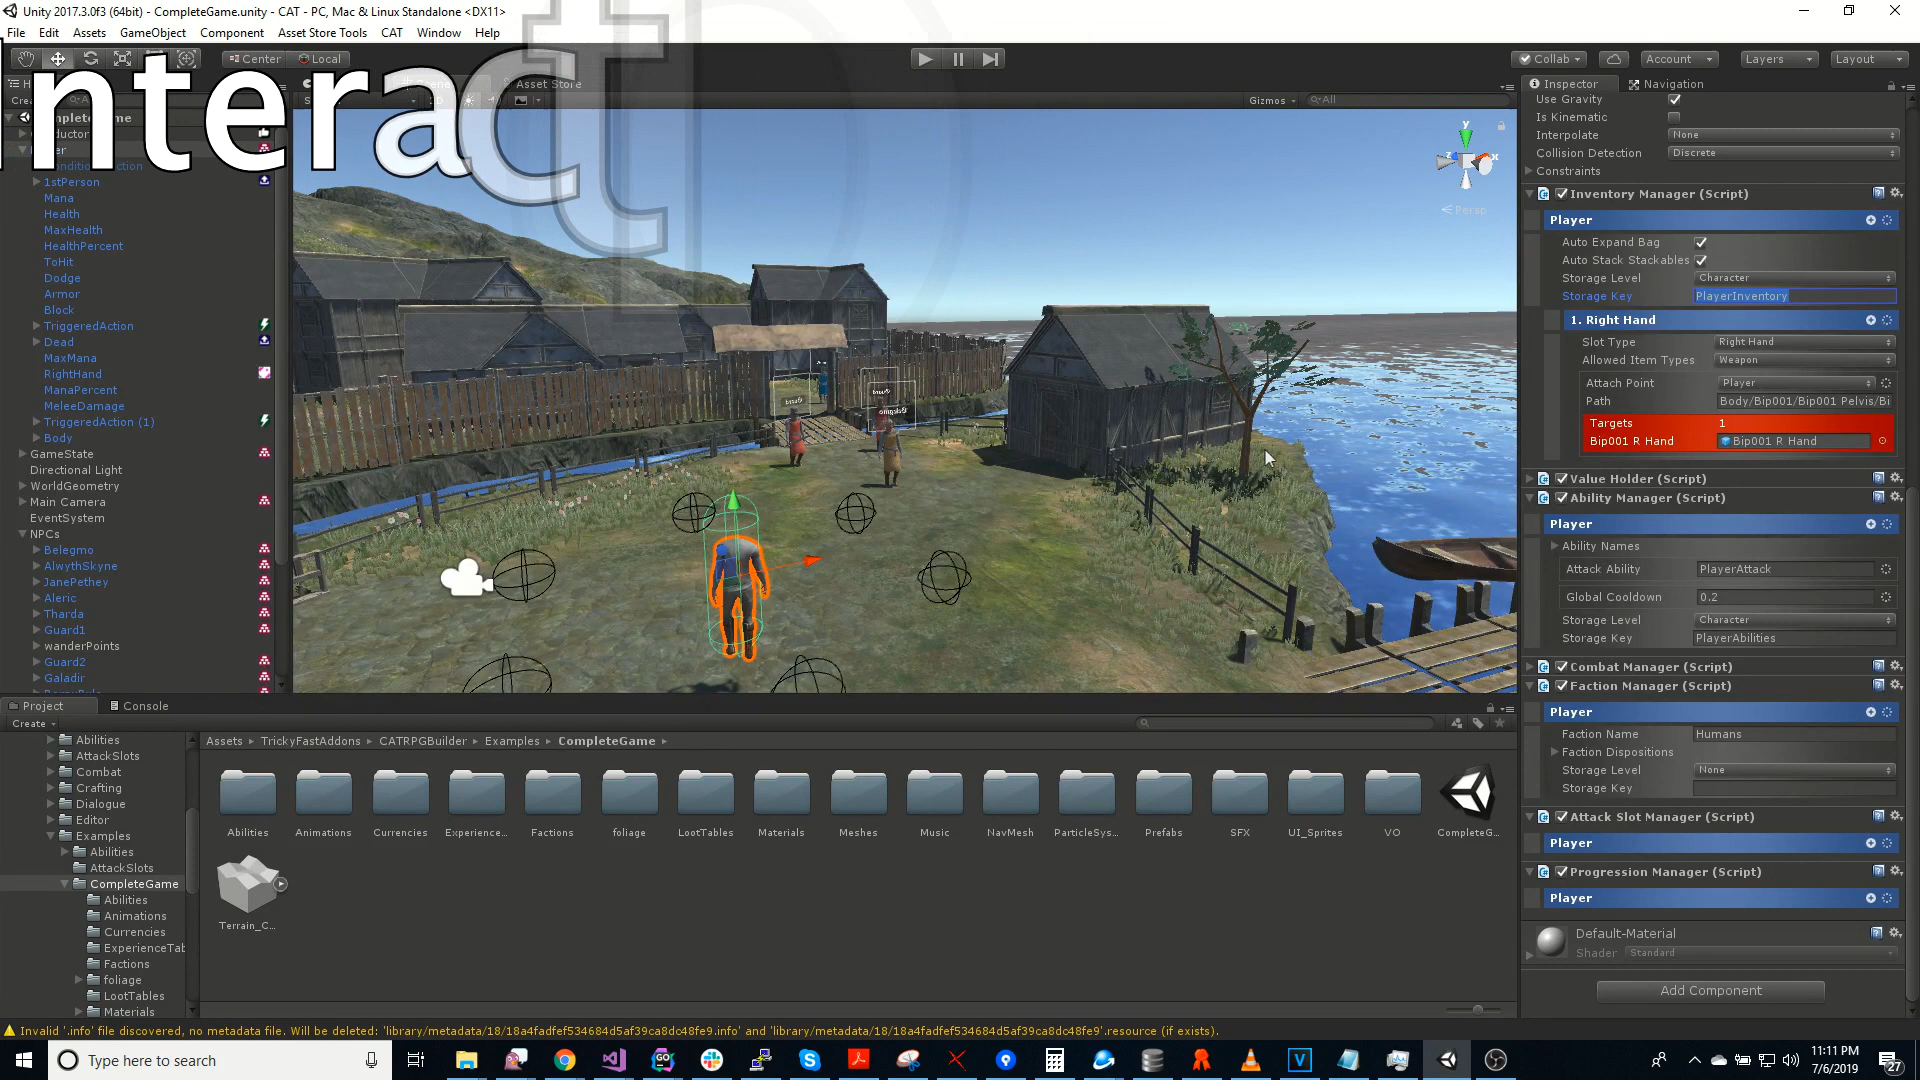 Unity 2017.3.0f3 (64bit) - CompleteGame.unity - CAT - PC, Mac & Linux Standalone <DX11>
File Edit Assets GameObject Component Asset Store Tools CAT Window Help
Center Local
Collab Account Layers Layout
Interact
Asset Store
Gizmos All
Persp
y
x
1stPerson
Mana
Health
MaxHealth
HealthPercent
ToHit
Dodge
Armor
Block
TriggeredAction
Dead
MaxMana
RightHand
ManaPercent
MeleeDamage
TriggeredAction (1)
Body
GameState
Directional Light
WorldGeometry
Main Camera
EventSystem
NPCs
Belegmo
AlwythSkyne
JanePethey
Aleric
Tharda
Guard1
wanderPoints
Guard2
Galadir
Inspector Navigation
Use Gravity
Is Kinematic
Interpolate None
Collision Detection Discrete
Constraints
Inventory Manager (Script)
Player
Auto Expand Bag
Auto Stack Stackables
Storage Level Character
Storage Key PlayerInventory
1. Right Hand
Slot Type Right Hand
Allowed Item Types Weapon
Attach Point Player
Path Body/Bip001/Bip001 Pelvis/Bi
Targets 1
Bip001 R Hand Bip001 R Hand
Value Holder (Script)
Ability Manager (Script)
Player
Ability Names
Attack Ability PlayerAttack
Global Cooldown 0.2
Storage Level Character
Storage Key PlayerAbilities
Combat Manager (Script)
Faction Manager (Script)
Player
Faction Name Humans
Faction Dispositions
Storage Level None
Storage Key
Attack Slot Manager (Script)
Player
Progression Manager (Script)
Player
Default-Material
Shader Standard
Add Component
Project Console
Create
Abilities
AttackSlots
Combat
Crafting
Dialogue
Editor
Examples
Abilities
AttackSlots
CompleteGame
Abilities
Animations
Currencies
ExperienceTab
Factions
foliage
LootTables
Materials
Assets TrickyFastAddons CATRPGBuilder Examples CompleteGame
Abilities Animations Currencies Experience... Factions foliage LootTables Materials Meshes Music NavMesh ParticleSys... Prefabs SFX UI_Sprites VO CompleteG...
Terrain_C...
Invalid '.info' file discovered, no metadata file. Will be deleted: 'library/metadata/18/18a4fadfef534684d5af39ca8dc48fe9.info' and 'library/metadata/18/18a4fadfef534684d5af39ca8dc48fe9'.resource (if exists).
Type here to search
11:11 PM
7/6/2019
27